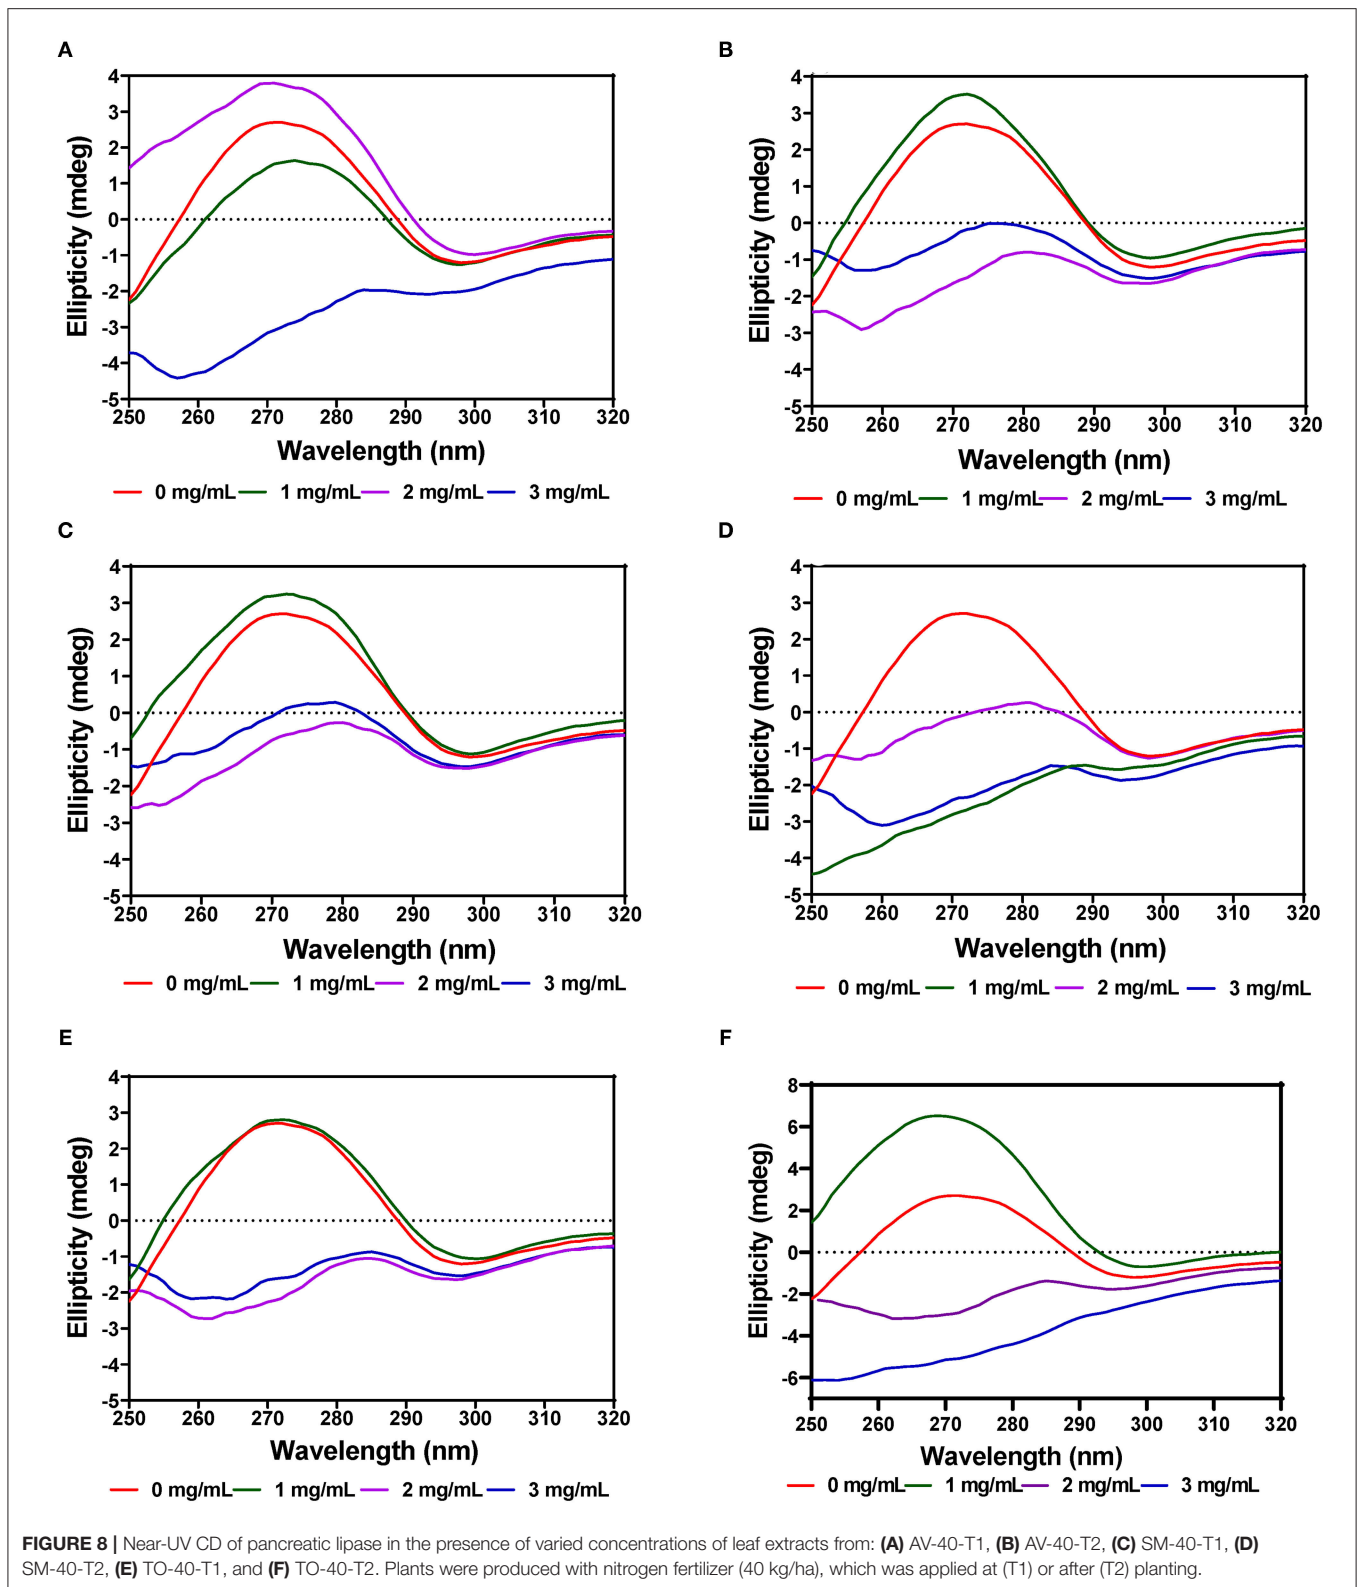 A
4
3
2
1
0
-1
-2
-3
-4
-5
Ellipticity (mdeg)
250 260 270 280 290 300 310 320
Wavelength (nm)
0 mg/mL 1 mg/mL 2 mg/mL 3 mg/mL
B
4
3
2
1
0
-1
-2
-3
-4
-5
Ellipticity (mdeg)
250 260 270 280 290 300 310 320
Wavelength (nm)
0 mg/mL 1 mg/mL 2 mg/mL 3 mg/mL
C
4
3
2
1
0
-1
-2
-3
-4
-5
Ellipticity (mdeg)
250 260 270 280 290 300 310 320
Wavelength (nm)
0 mg/mL 1 mg/mL 2 mg/mL 3 mg/mL
D
4
3
2
1
0
-1
-2
-3
-4
-5
Ellipticity (mdeg)
250 260 270 280 290 300 310 320
Wavelength (nm)
0 mg/mL 1 mg/mL 2 mg/mL 3 mg/mL
E
4
3
2
1
0
-1
-2
-3
-4
-5
Ellipticity (mdeg)
250 260 270 280 290 300 310 320
Wavelength (nm)
0 mg/mL 1 mg/mL 2 mg/mL 3 mg/mL
F
8
6
4
2
0
-2
-4
-6
Ellipticity (mdeg)
250 260 270 280 290 300 310 320
Wavelength (nm)
0 mg/mL 1 mg/mL 2 mg/mL 3 mg/mL
FIGURE 8 | Near-UV CD of pancreatic lipase in the presence of varied concentrations of leaf extracts from: (A) AV-40-T1, (B) AV-40-T2, (C) SM-40-T1, (D)
SM-40-T2, (E) TO-40-T1, and (F) TO-40-T2. Plants were produced with nitrogen fertilizer (40 kg/ha), which was applied at (T1) or after (T2) planting.